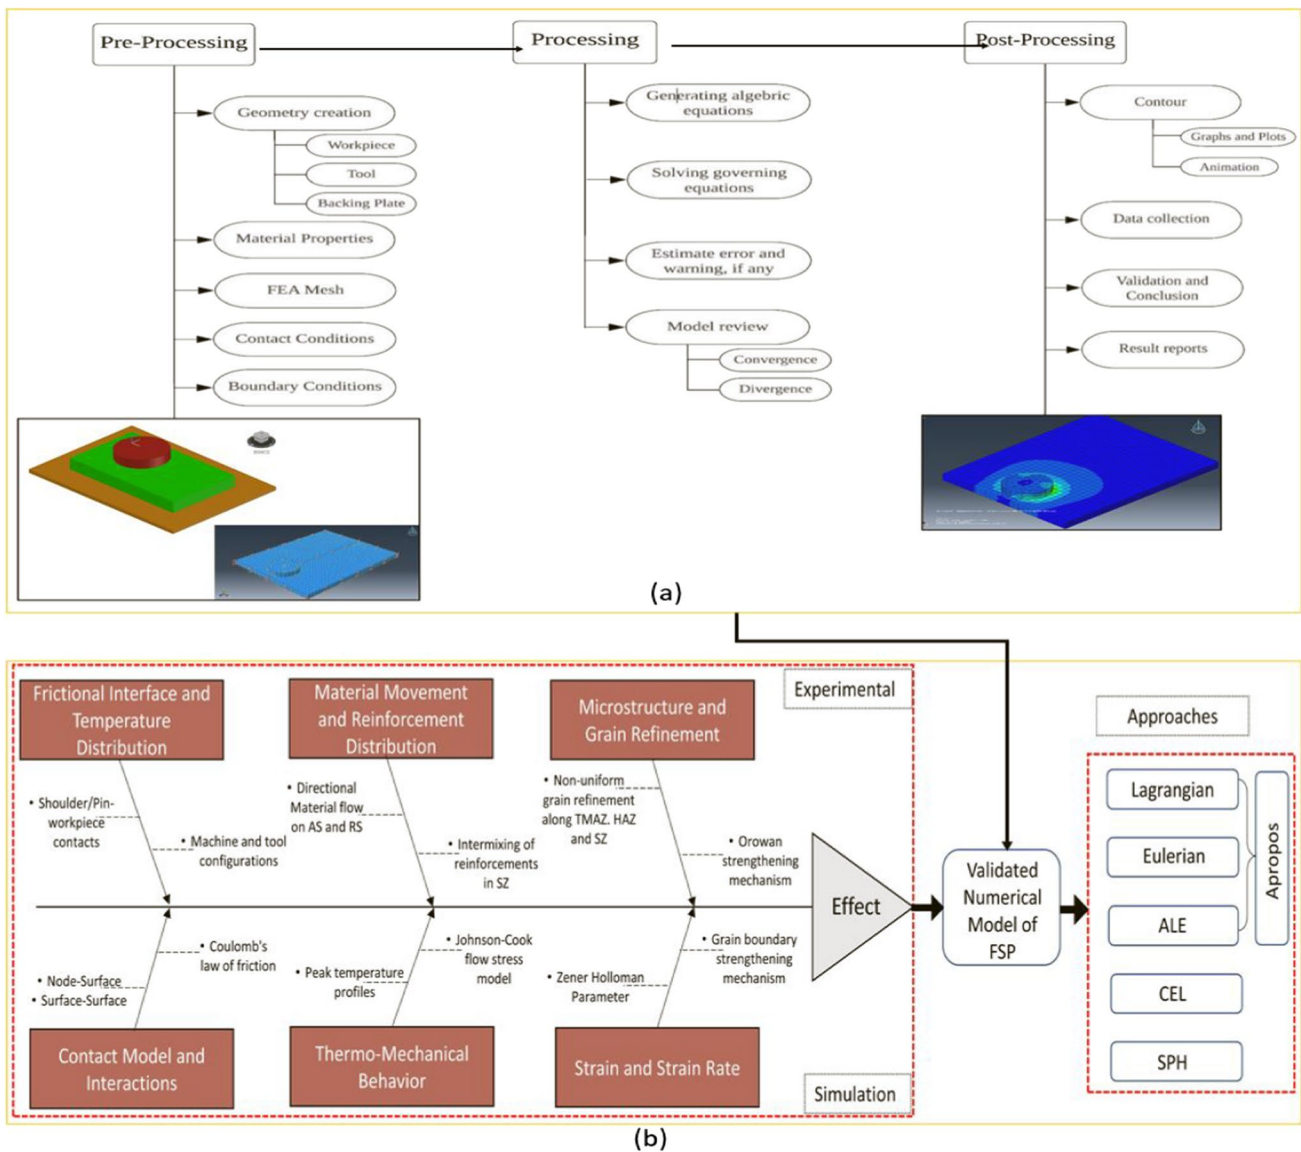 Pre-Processing
Geometry creation
Workpiece
Tool
Backing Plate
Material Properties
FEA Mesh
Contact Conditions
Boundary Conditions
Processing
Generating algebric
equations
Solving governing
equations
Estimate error and
warning, if any
Model review
Convergence
Divergence
Post-Processing
Contour
Graphs and Plots
Animation
Data collection
Validation and
Conclusion
Result reports
(a)
Experimental
Frictional Interface and
Temperature
Distribution
Material Movement
and Reinforcement
Distribution
Microstructure and
Grain Refinement
• Shoulder/Pin-
workpiece
contacts
• Machine and tool
configurations
• Directional
Material flow
on AS and RS
• Intermixing of
reinforcements
in SZ
• Non-uniform
grain refinement
along TMAZ. HAZ
and SZ
• Orowan
strengthening
mechanism
Effect
• Coulomb's
law of friction
• Node-Surface
• Surface-Surface
• Johnson-Cook
flow stress
model
• Peak temperature
profiles
• Grain boundary
strengthening
mechanism
• Zener Holloman
Parameter
Contact Model and
Interactions
Thermo-Mechanical
Behavior
Strain and Strain Rate
Simulation
Validated
Numerical
Model of
FSP
Approaches
Lagrangian
Eulerian
ALE
CEL
SPH
Apropos
(b)